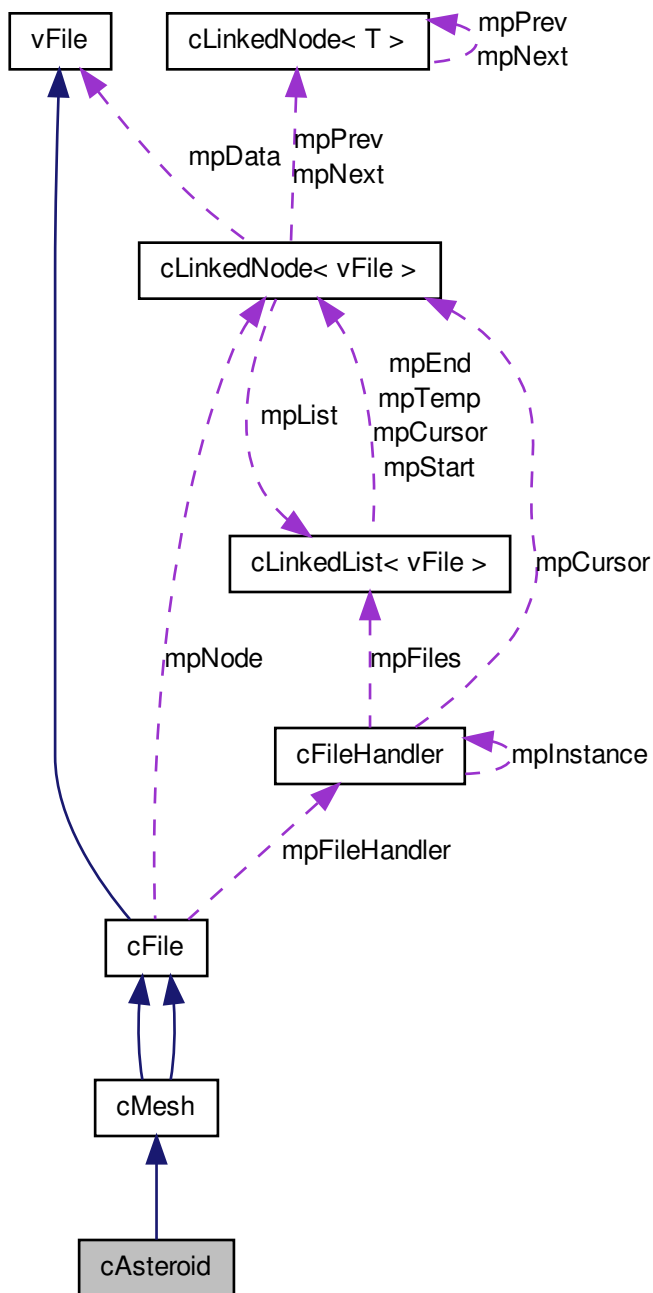 vFile
cLinkedNode< T >
mpPrev
mpNext
mpData
mpPrev
mpNext
cLinkedNode< vFile >
mpList
mpEnd
mpTemp
mpCursor
mpStart
cLinkedList< vFile >
mpCursor
mpNode
mpFiles
cFileHandler
mpInstance
mpFileHandler
cFile
cMesh
cAsteroid